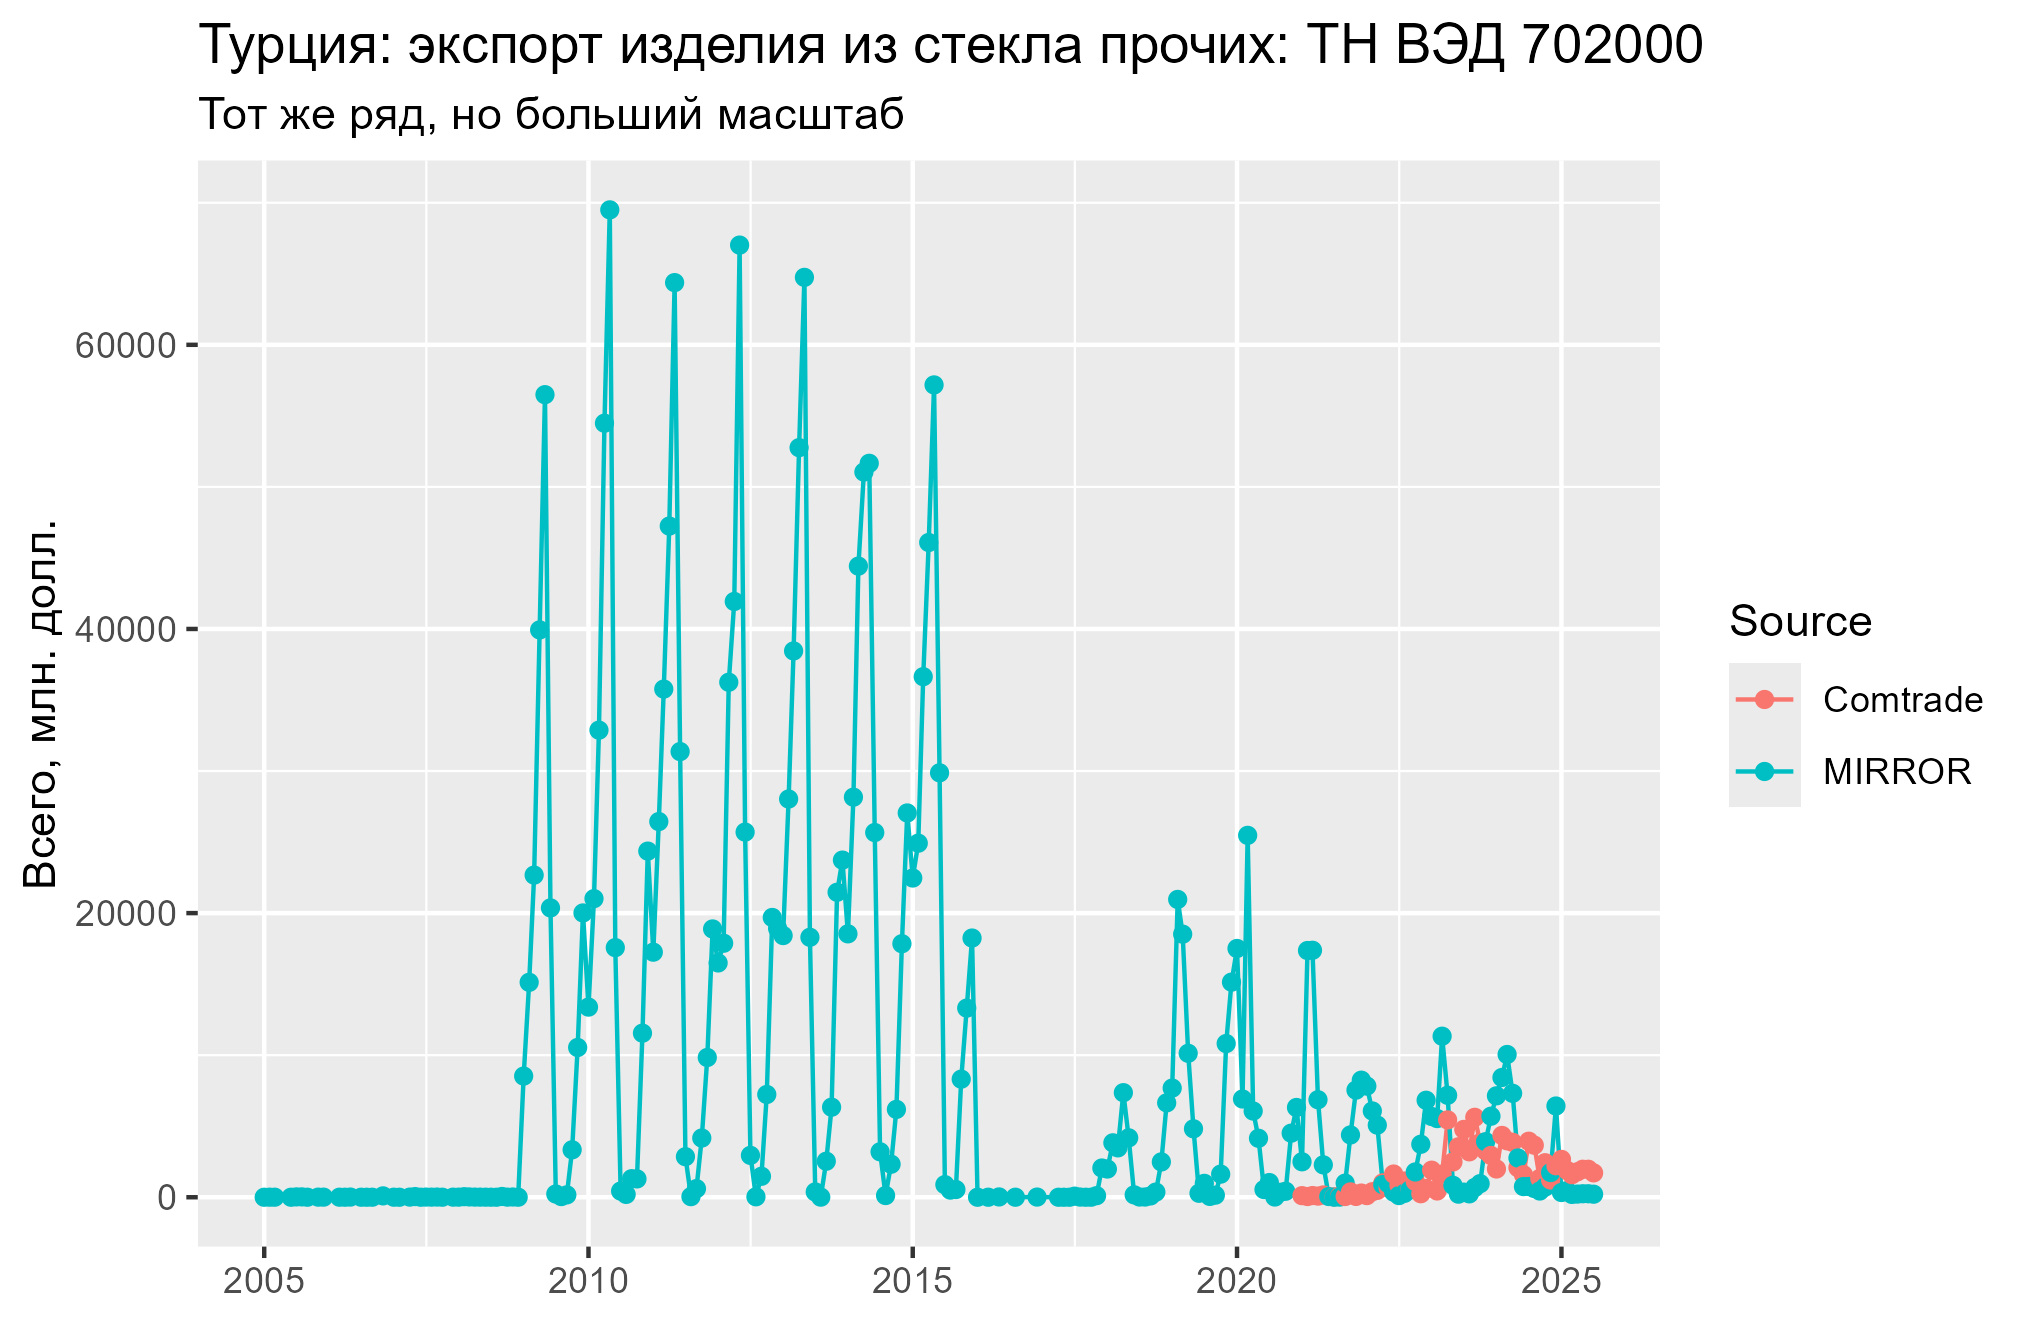 Турция: экспорт изделия из стекла прочих: ТН ВЭД 702000
Тот же ряд, но больший масштаб
Всего, млн. долл.
60000
40000
20000
0
2005 2010 2015 2020 2025
Source
Comtrade
MIRROR